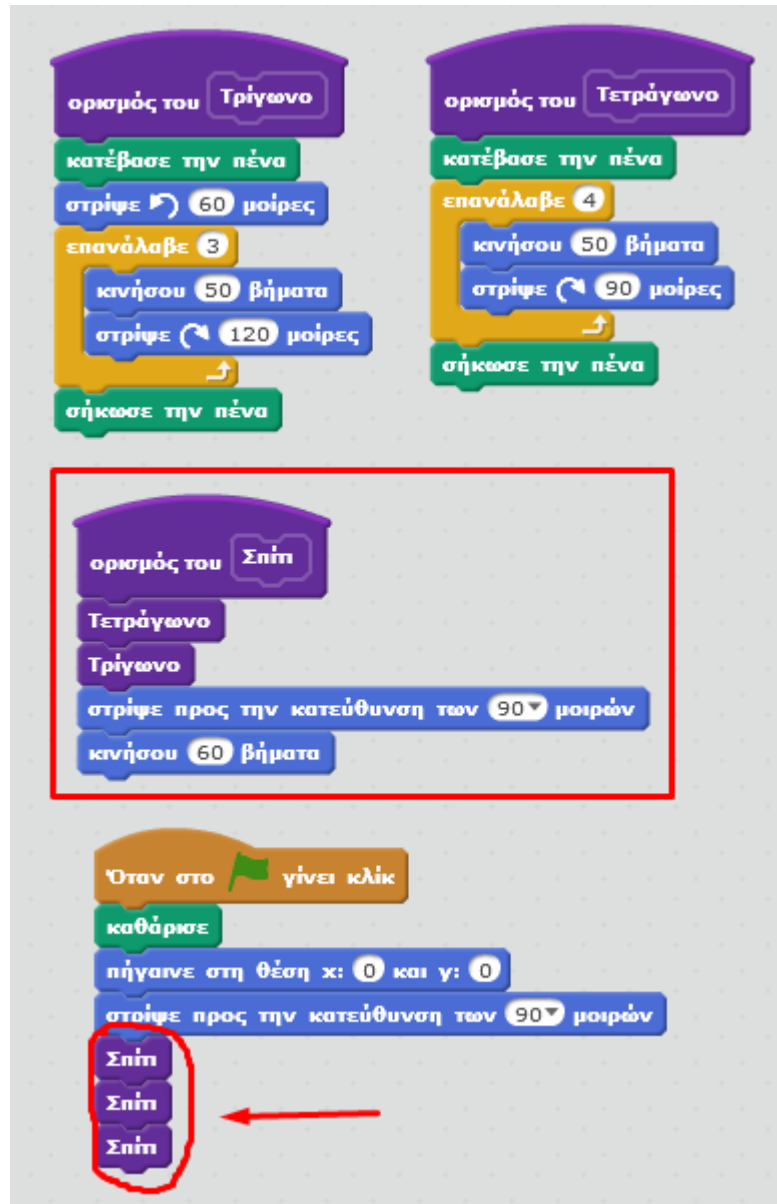 ορισμός του Τρίγωνο
κατέβασε την πένα
στρίψε 60 μοίρες
επανάλαβε 3
κινήσου 50 βήματα
στρίψε 120 μοίρες
σήκωσε την πένα
ορισμός του Τετράγωνο
κατέβασε την πένα
επανάλαβε 4
κινήσου 50 βήματα
στρίψε 90 μοίρες
σήκωσε την πένα
ορισμός του Σπίτι
Τετράγωνο
Τρίγωνο
στρίψε προς την κατεύθυνση των 90 μοιρών
κινήσου 60 βήματα
Όταν στο γίνει κλίκ
καθάρισε
πήγαινε στη θέση x: 0 και y: 0
στρίψε προς την κατεύθυνση των 90 μοιρών
Σπίτι
Σπίτι
Σπίτι